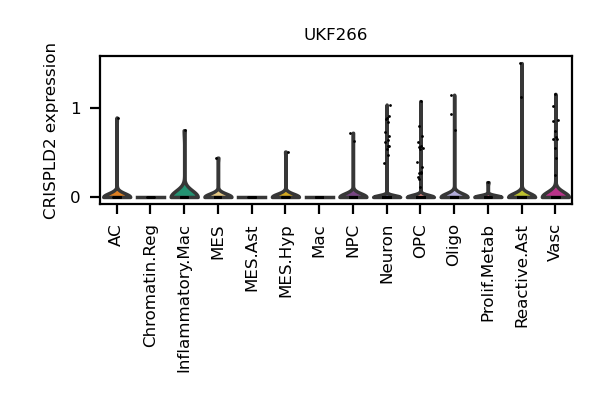 UKF266
CRISPLD2 expression
1
0
AC
Chromatin.Reg
Inflammatory.Mac
MES
MES.Ast
MES.Hyp
Mac
NPC
Neuron
OPC
Oligo
Prolif.Metab
Reactive.Ast
Vasc